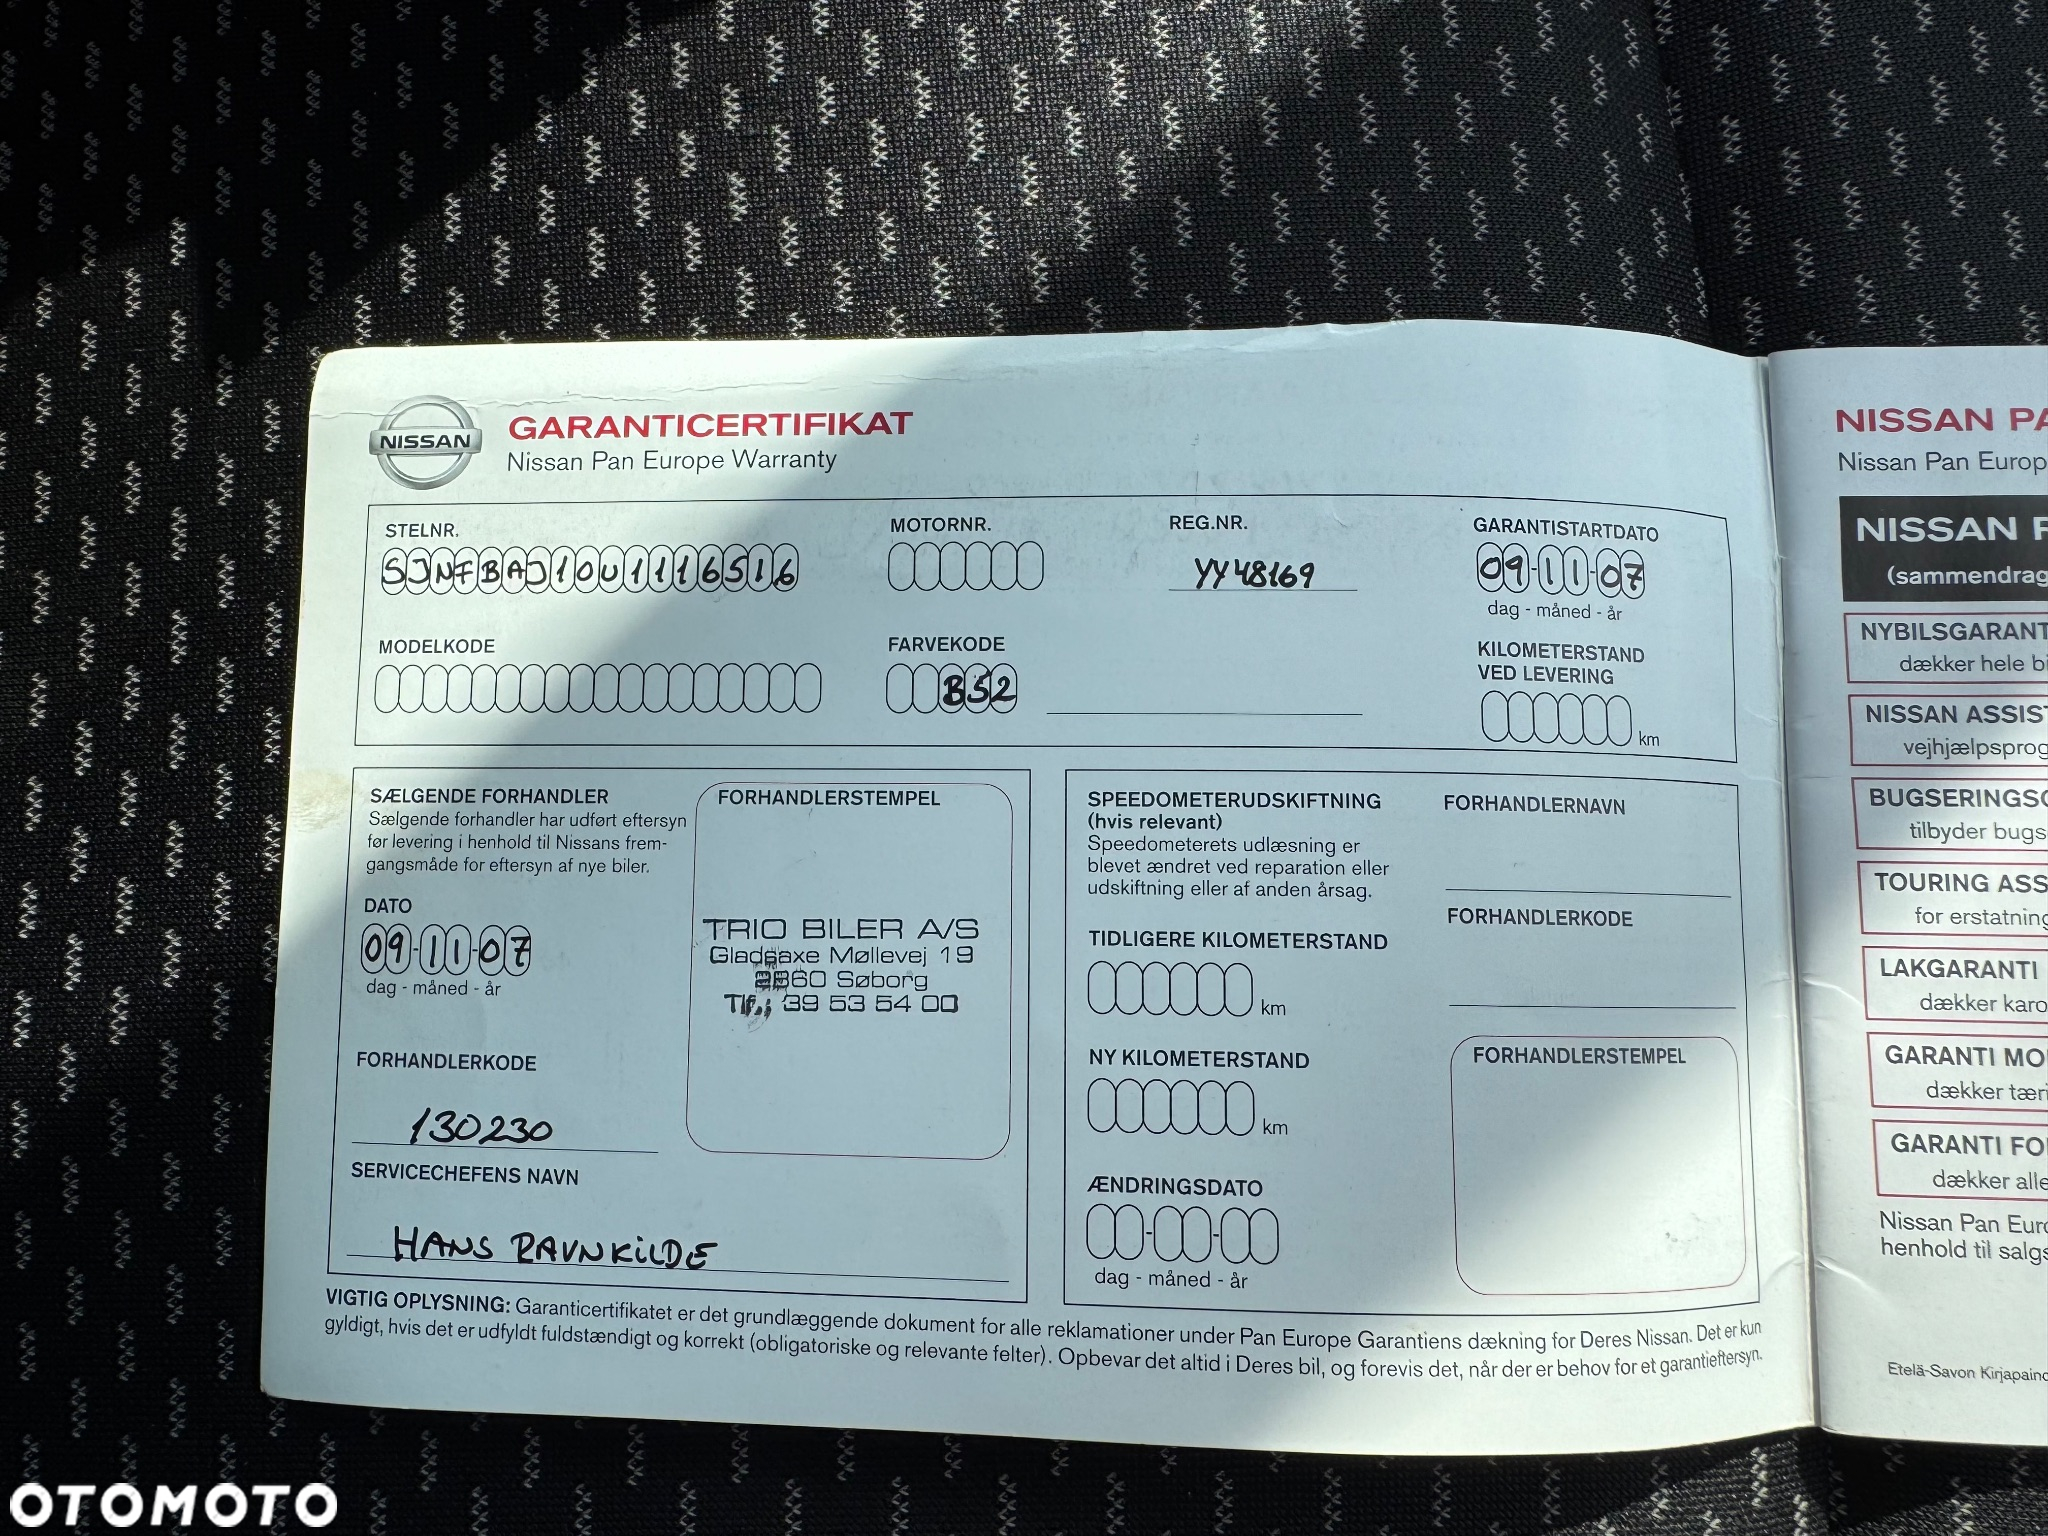 NISSAN
GARANTICERTIFIKAT
Nissan Pan Europe Warranty
STELNR.
SJNFBAJ10U1116516
MOTORNR.
REG.NR.
YY48169
GARANTISTARTDATO
09-11-07
dag - måned - år
MODELKODE
FARVEKODE
B52
KILOMETERSTAND
VED LEVERING
km
SÆLGENDE FORHANDLER
Sælgende forhandler har udført eftersyn
før levering i henhold til Nissans frem-
gangsmåde for eftersyn af nye biler.
DATO
09-11-07
dag - måned - år
FORHANDLERKODE
130230
SERVICECHEFENS NAVN
HANS RAVNKILDE
FORHANDLERSTEMPEL
TRIO BILER A/S
Gladsaxe Møllevej 19
2860 Søborg
Tlf.: 39 53 54 00
SPEEDOMETERUDSKIFTNING
(hvis relevant)
Speedometerets udlæsning er
blevet ændret ved reparation eller
udskiftning eller af anden årsag.
TIDLIGERE KILOMETERSTAND
km
NY KILOMETERSTAND
km
ÆNDRINGSDATO
dag - måned - år
FORHANDLERNAVN
FORHANDLERKODE
FORHANDLERSTEMPEL
VIGTIG OPLYSNING: Garanticertifikatet er det grundlæggende dokument for alle reklamationer under Pan Europe Garantiens dækning for Deres Nissan. Det er kun
gyldigt, hvis det er udfyldt fuldstændigt og korrekt (obligatoriske og relevante felter). Opbevar det altid i Deres bil, og forevis det, når der er behov for et garantieftersyn.
NISSAN PA
Nissan Pan Europ
NISSAN P
(sammendrag
NYBILSGARANT
dækker hele bi
NISSAN ASSIST
vejhjælpsprog
BUGSERINGSG
tilbyder bugs
TOURING ASS
for erstatning
LAKGARANTI
dækker karo
GARANTI MO
dækker tæri
GARANTI FO
dækker alle
Nissan Pan Euro
henhold til salgs
Etelä-Savon Kirjapaino
OTOMOTO